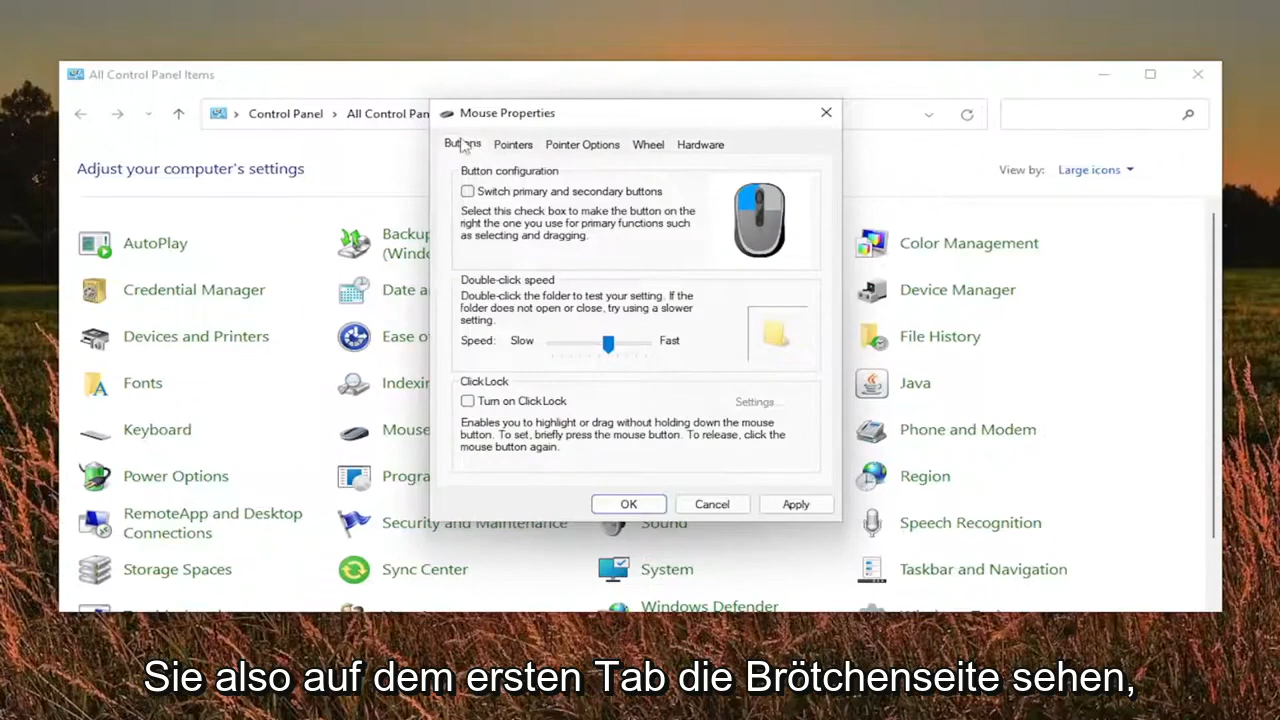 All Control Panel Items
Control Panel
All Control Pan
Mouse Properties
Adjust your computer's settings
View by:
Large icons
Buttons
Pointers
Pointer Options
Wheel
Hardware
Button configuration
Switch primary and secondary buttons
Select this check box to make the button on the
right the one you use for primary functions such
as selecting and dragging.
Double-click speed
Double-click the folder to test your setting. If the
folder does not open or close, try using a slower
setting.
Speed:
Slow
Fast
ClickLock
Turn on ClickLock
Settings...
Enables you to highlight or drag without holding down the mouse
button. To set, briefly press the mouse button. To release, click the
mouse button again.
OK
Cancel
Apply
AutoPlay
Backup
(Windo
Color Management
Credential Manager
Date a
Device Manager
Devices and Printers
Ease o
File History
Fonts
Indexin
Java
Keyboard
Mouse
Phone and Modem
Power Options
Progra
Region
RemoteApp and Desktop
Connections
Security and Maintenance
Sound
Speech Recognition
Storage Spaces
Sync Center
System
Taskbar and Navigation
Windows Defender
Sie also auf dem ersten Tab die Brötchenseite sehen,